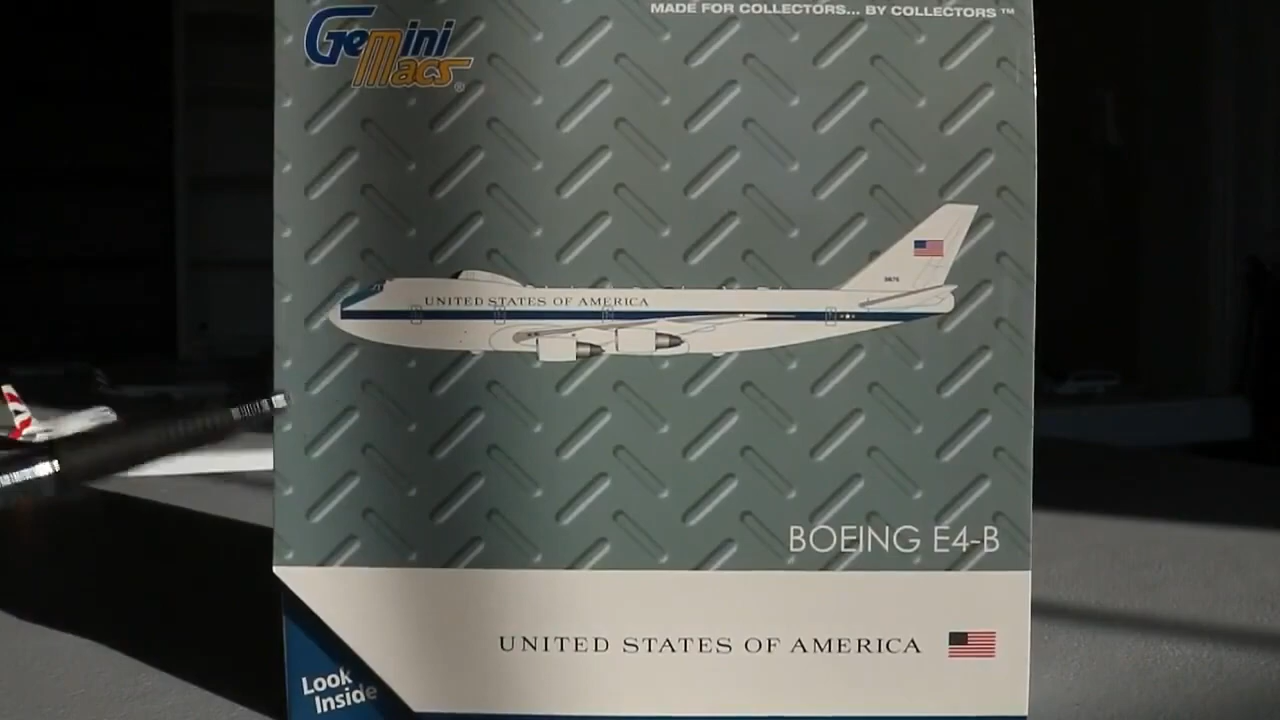 MADE FOR COLLECTORS... BY COLLECTORS ™
Gemini
Macs®
UNITED STATES OF AMERICA
BOEING E4-B
UNITED STATES OF AMERICA
Look
Inside